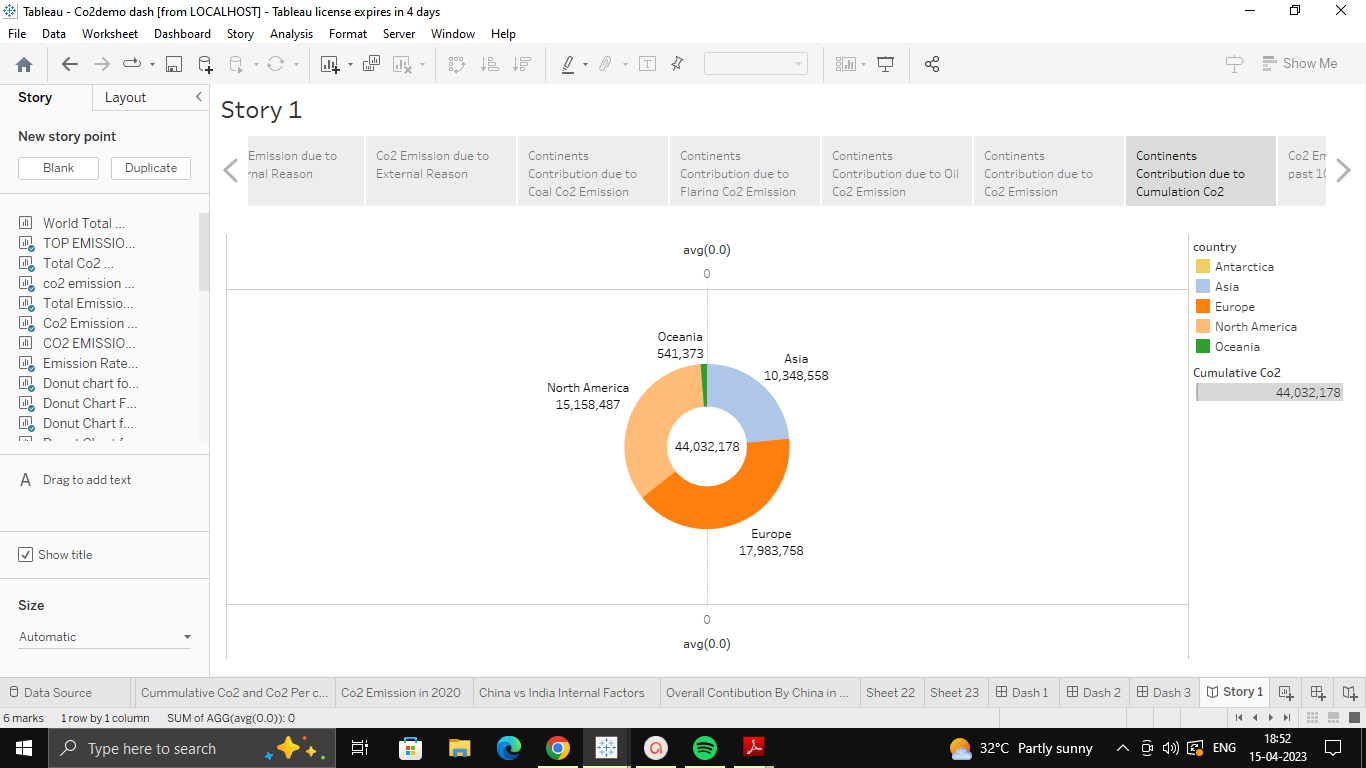 Tableau - Co2demo dash [from LOCALHOST] - Tableau license expires in 4 days
File Data Worksheet Dashboard Story Analysis Format Server Window Help
Show Me
Story Layout
New story point
Blank Duplicate
World Total ...
TOP EMISSIO...
Total Co2 ...
co2 emission ...
Total Emissio...
Co2 Emission ...
CO2 EMISSIO...
Emission Rate...
Donut chart fo...
Donut Chart F...
Donut Chart f...
A Drag to add text
Show title
Size
Automatic
Story 1
Emission due to
nal Reason
Co2 Emission due to
External Reason
Continents
Contribution due to
Coal Co2 Emission
Continents
Contribution due to
Flaring Co2 Emission
Continents
Contribution due to Oil
Co2 Emission
Continents
Contribution due to
Co2 Emission
Continents
Contribution due to
Cumulation Co2
Co2 Em
past 10
avg(0.0)
0
Oceania
541,373
Asia
10,348,558
North America
15,158,487
44,032,178
Europe
17,983,758
0
avg(0.0)
country
Antarctica
Asia
Europe
North America
Oceania
Cumulative Co2
44,032,178
Data Source Cummulative Co2 and Co2 Per c... Co2 Emission in 2020 China vs India Internal Factors Overall Contibution By China in ... Sheet 22 Sheet 23 Dash 1 Dash 2 Dash 3 Story 1
6 marks 1 row by 1 column SUM of AGG(avg(0.0)): 0
Type here to search
32°C Partly sunny ENG
18:52
15-04-2023